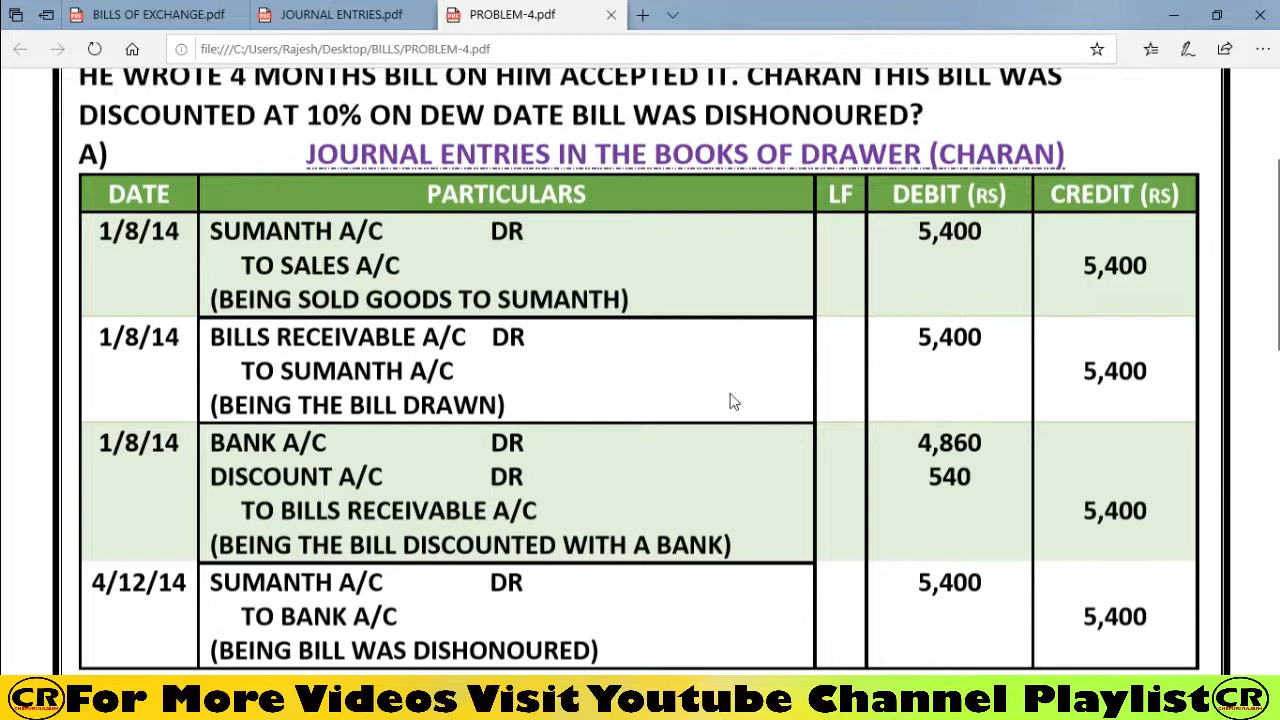 BILLS OF EXCHANGE.pdf JOURNAL ENTRIES.pdf PROBLEM-4.pdf
file:///C:/Users/Rajesh/Desktop/BILLS/PROBLEM-4.pdf
HE WROTE 4 MONTHS BILL ON HIM ACCEPTED IT. CHARAN THIS BILL WAS
DISCOUNTED AT 10% ON DEW DATE BILL WAS DISHONOURED?
A) JOURNAL ENTRIES IN THE BOOKS OF DRAWER (CHARAN)
DATE PARTICULARS LF DEBIT (RS) CREDIT (RS)
1/8/14 SUMANTH A/C DR 5,400
TO SALES A/C 5,400
(BEING SOLD GOODS TO SUMANTH)
1/8/14 BILLS RECEIVABLE A/C DR 5,400
TO SUMANTH A/C 5,400
(BEING THE BILL DRAWN)
1/8/14 BANK A/C DR 4,860
DISCOUNT A/C DR 540
TO BILLS RECEIVABLE A/C 5,400
(BEING THE BILL DISCOUNTED WITH A BANK)
4/12/14 SUMANTH A/C DR 5,400
TO BANK A/C 5,400
(BEING BILL WAS DISHONOURED)
CR For More Videos Visit Youtube Channel Playlist CR
CHEPURI RAJESH CHEPURI RAJESH